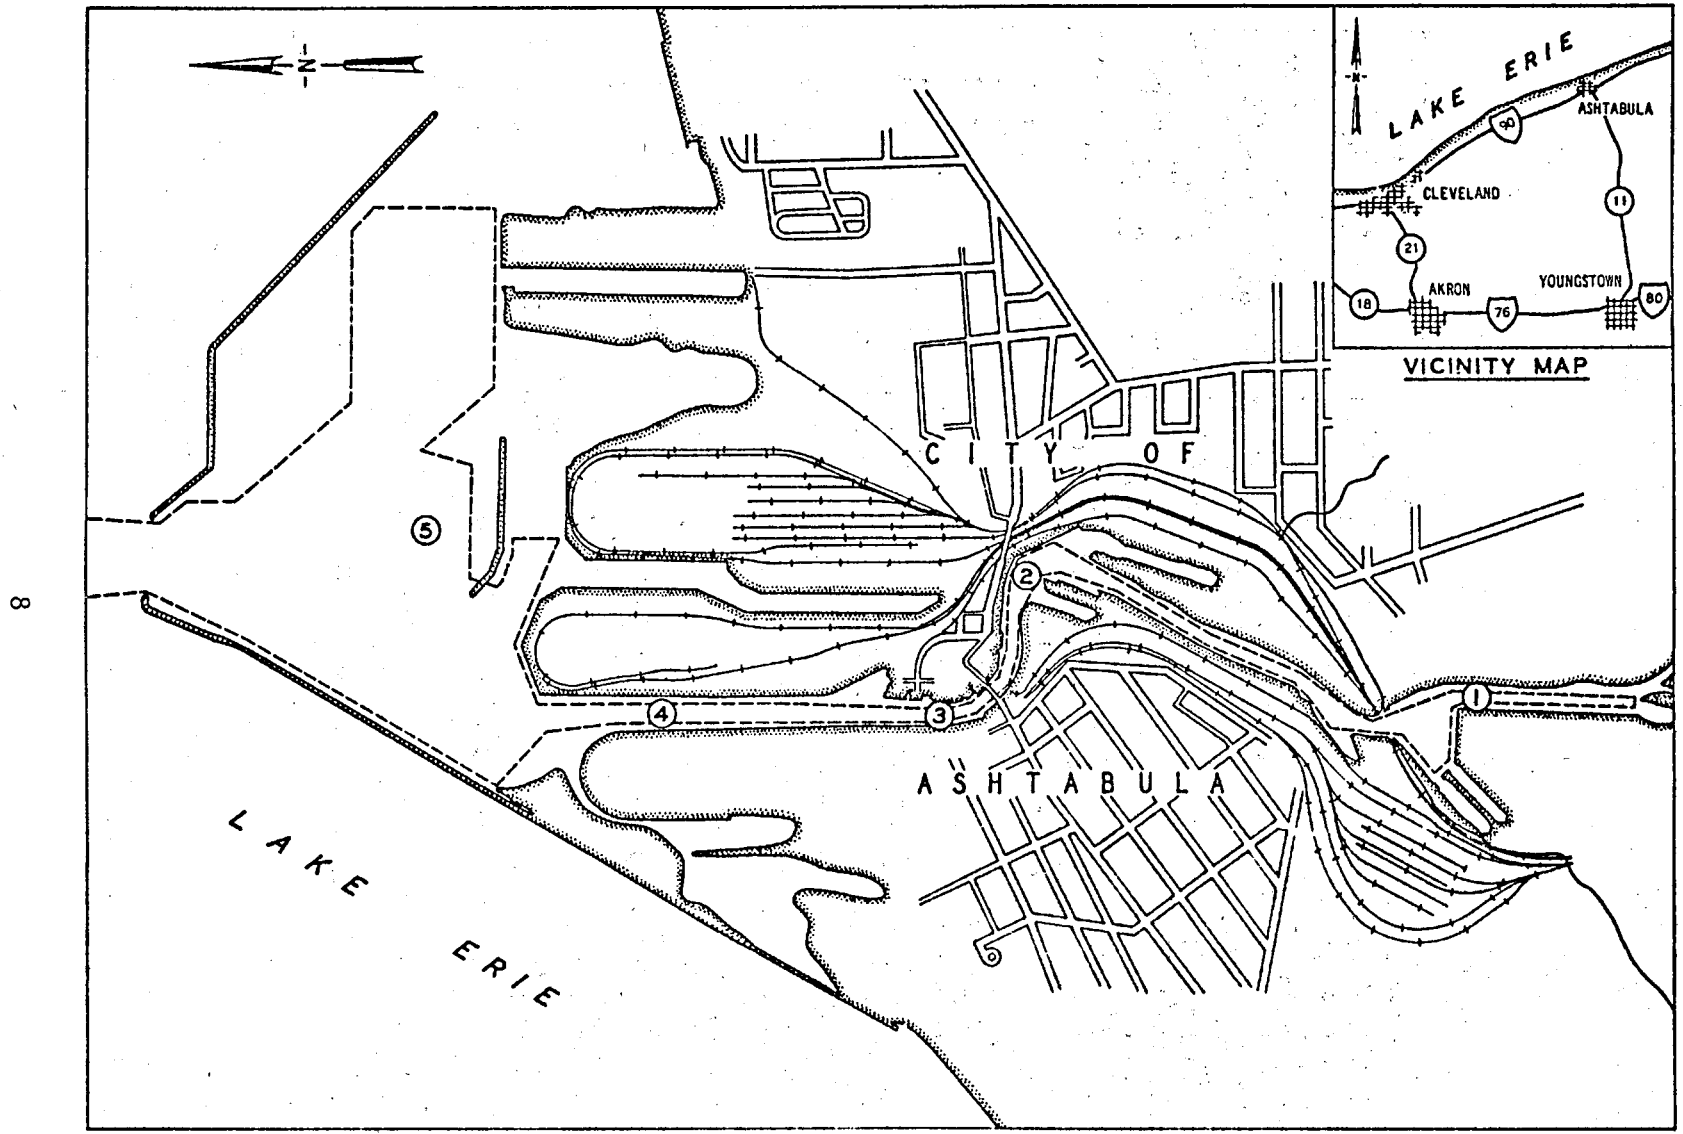 N
N
LAKE ERIE
90
ASHTABULA
CLEVELAND
11
21
AKRON
YOUNGSTOWN
18
76
80
VICINITY MAP
CITY OF
5
2
8
1
4
3
ASHTABULA
LAKE
ERIE